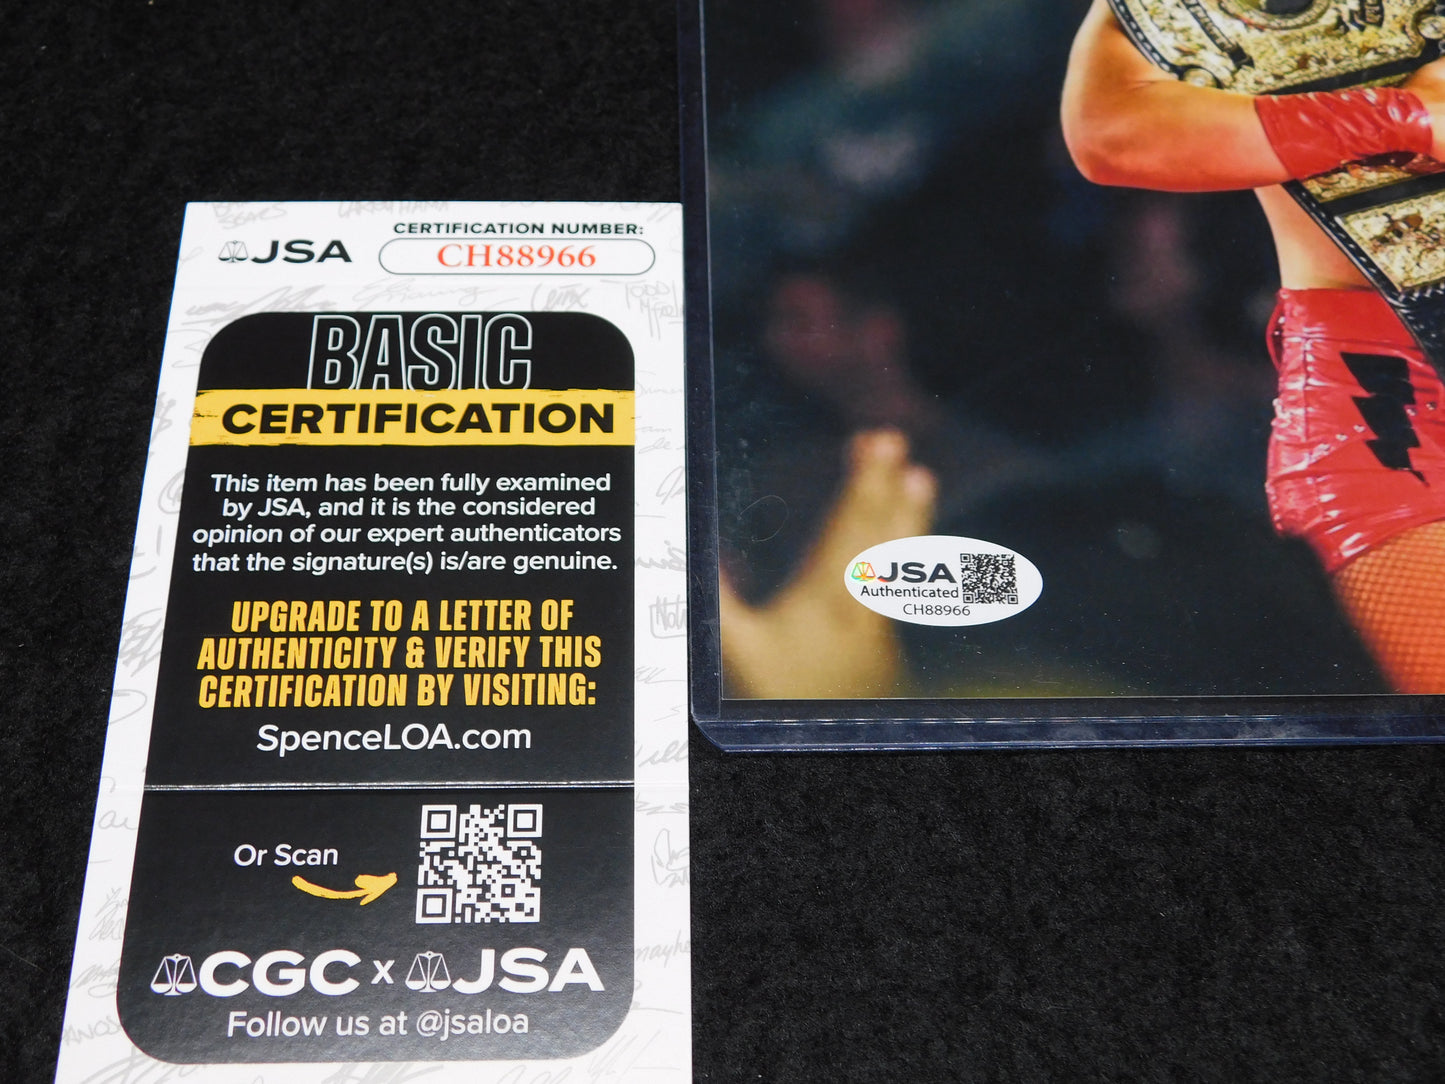 JSA
CERTIFICATION NUMBER:
CH88966
BASIC
CERTIFICATION
This item has been fully examined
by JSA, and it is the considered
opinion of our expert authenticators
that the signature(s) is/are genuine.
UPGRADE TO A LETTER OF
AUTHENTICITY & VERIFY THIS
CERTIFICATION BY VISITING:
SpenceLOA.com
Or Scan
CGC x JSA
Follow us at @jsaloa
JSA
Authenticated
CH88966